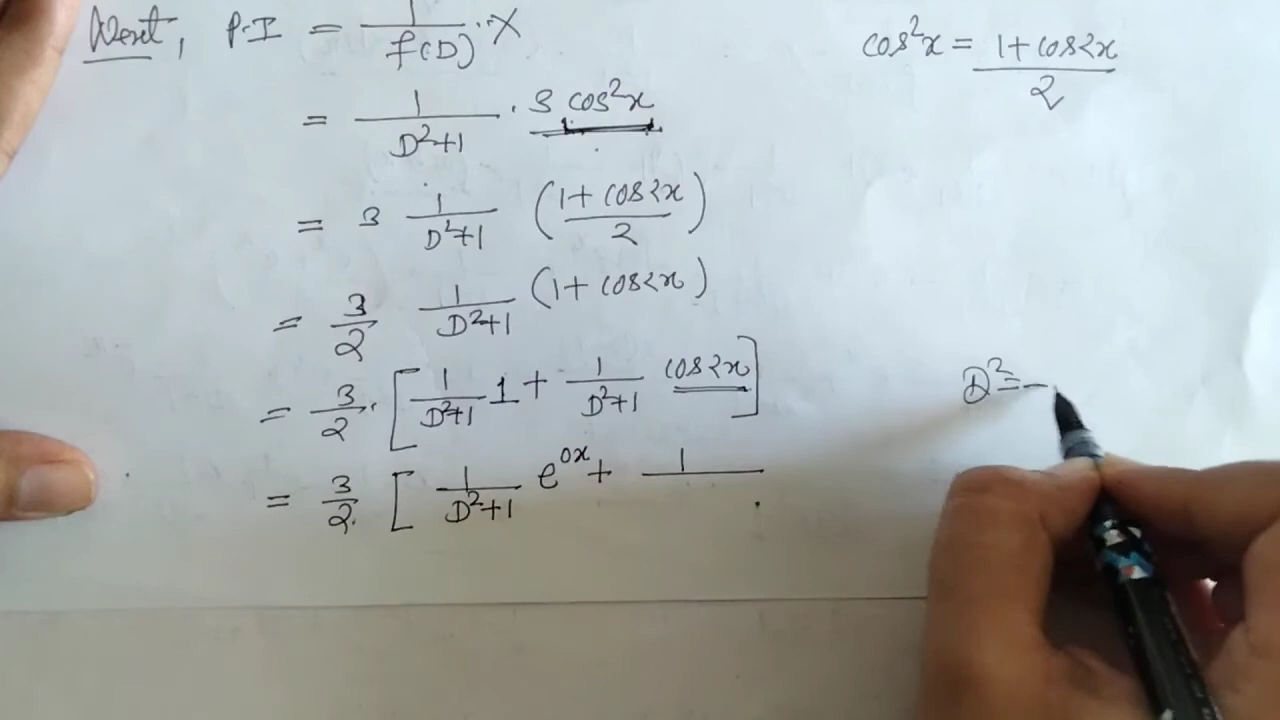 Next, P.I = 1/f(D) · X
cos²x = (1+cos2x)/2
= 1/(D²+1) · 3 cos²x
= 3 1/(D²+1) ((1+cos2x)/2)
= 3/2 1/(D²+1) (1+cos2x)
= 3/2 · [1/(D²+1) 1 + 1/(D²+1) cos2x]
D² = -
= 3/2 [ 1/(D²+1) e^{0x} + 1/